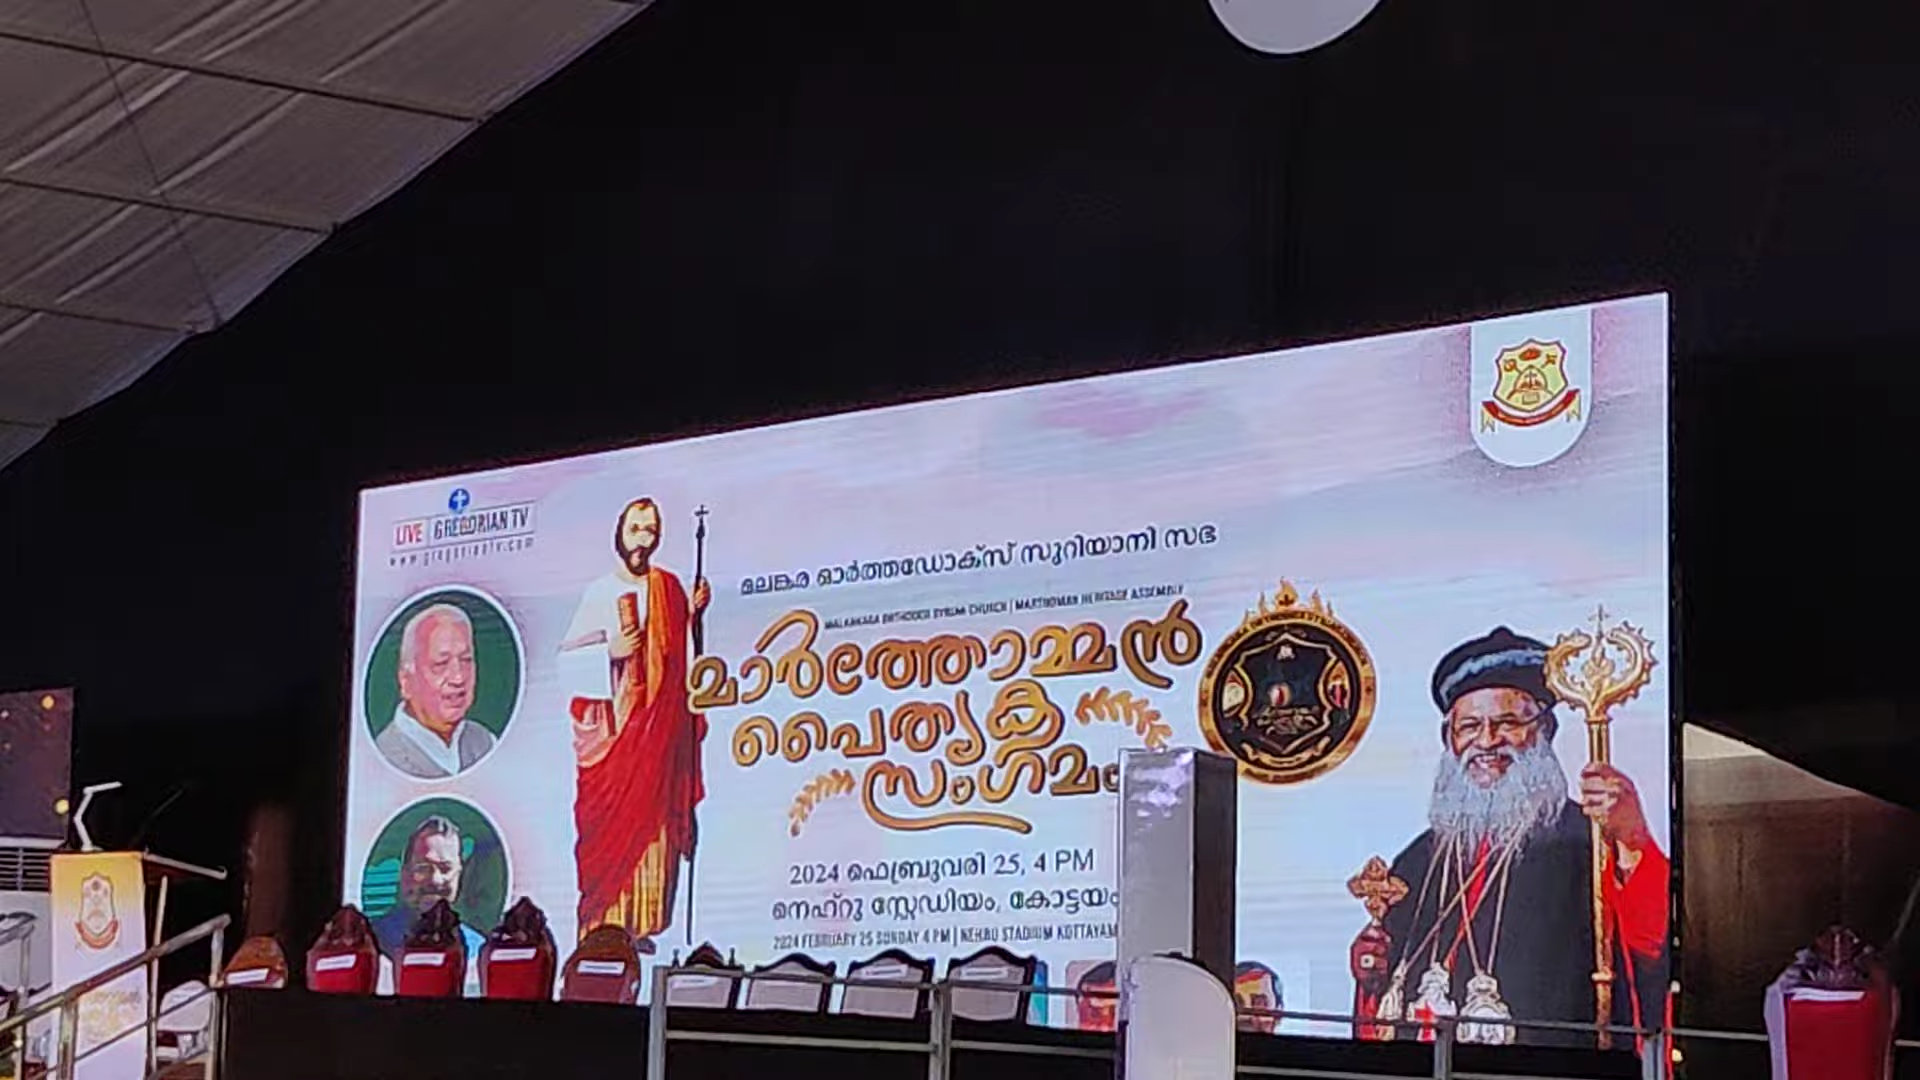 LIVE GREGORIAN TV
www.gregoriantv.com
മലങ്കര ഓർത്തഡോക്സ് സുറിയാനി സഭ
MALANKARA ORTHODOX SYRIAN CHURCH | MARTHOMAN HERITAGE ASSEMBLY
മാർത്തോമ്മൻ
പൈതൃക
സംഗമം
2024 ഫെബ്രുവരി 25, 4 PM
നെഹ്റു സ്റ്റേഡിയം, കോട്ടയം
2024 FEBRUARY 25 SUNDAY 4 PM | NEHRU STADIUM KOTTAYAM